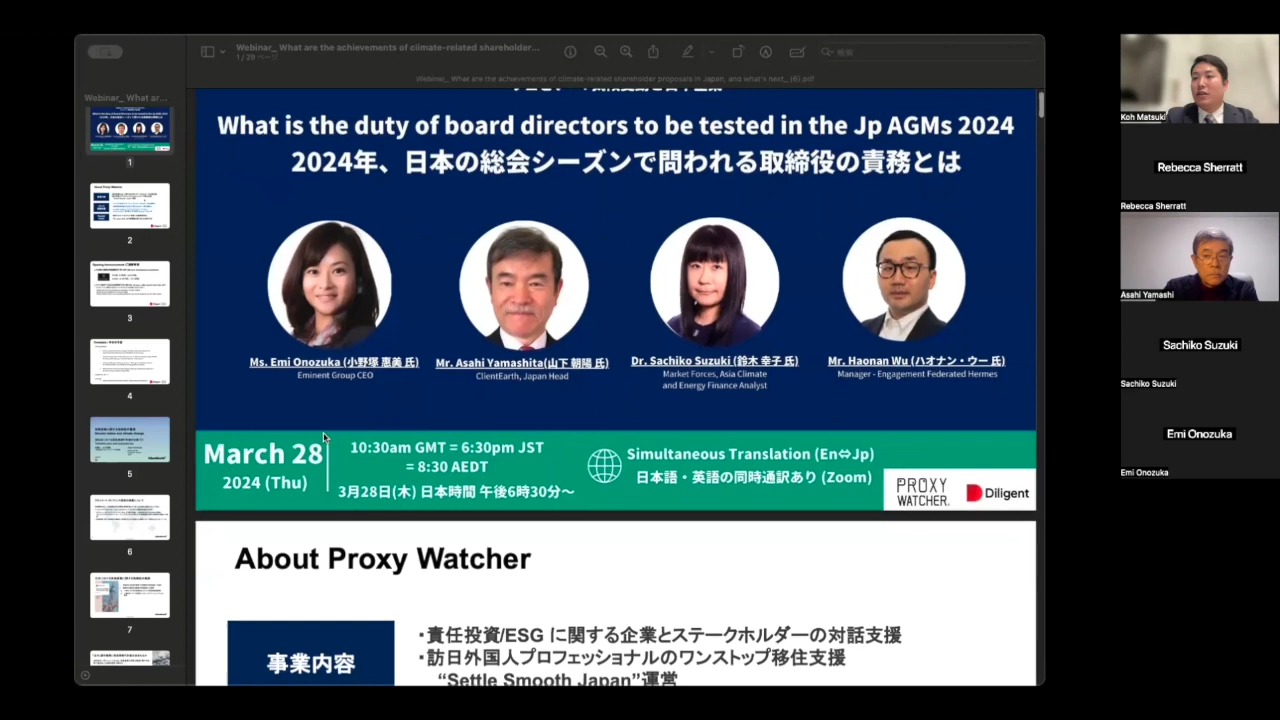 Webinar_ What are the achievements of climate-related shareholder...
1 / 29 ページ
検索
Webinar_ What are the achievements of climate-related shareholder proposals in Japan, and what's next_ (6).pdf
Webinar_ What ar...
What is the duty of board directors to be tested in the Jp AGMs 2024
2024年、日本の総会シーズンで問われる取締役の責務とは
Ms. Emi Onozuka (小野塚惠美 氏)
Eminent Group CEO
Mr. Asahi Yamashita(山下 朝陽 氏)
ClientEarth, Japan Head
Dr. Sachiko Suzuki (鈴木 幸子 氏)
Market Forces, Asia Climate
and Energy Finance Analyst
Mr. Haonan Wu (ハオナン・ウー 氏)
Manager - Engagement Federated Hermes
March 28
2024 (Thu)
10:30am GMT = 6:30pm JST
= 8:30 AEDT
3月28日(木) 日本時間 午後6時30分～
Simultaneous Translation (En⇔Jp)
日本語・英語の同時通訳あり (Zoom)
PROXY
WATCHER.
Diligent
About Proxy Watcher
事業内容
・責任投資/ESG に関する企業とステークホルダーの対話支援
・訪日外国人プロフェッショナルのワンストップ移住支援
“Settle Smooth Japan”運営
1
2
3
4
5
6
7
Koh Matsuki
Rebecca Sherratt
Rebecca Sherratt
Asahi Yamashi
Sachiko Suzuki
Sachiko Suzuki
Emi Onozuka
Emi Onozuka